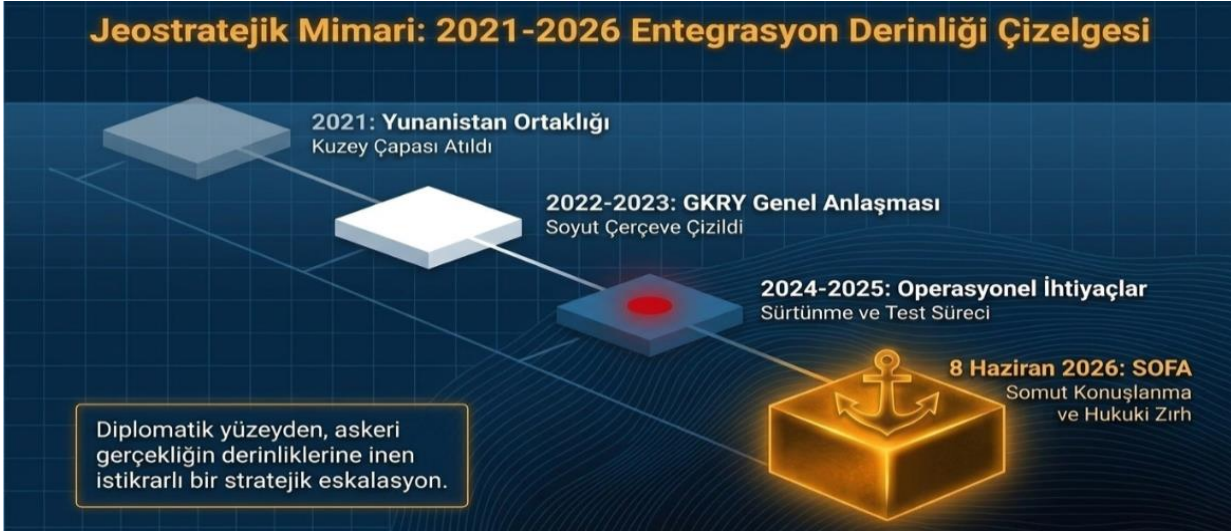 Jeostratejik Mimari: 2021-2026 Entegrasyon Derinliği Çizelgesi
2021: Yunanistan Ortaklığı
Kuzey Çapası Atıldı
2022-2023: GKRY Genel Anlaşması
Soyut Çerçeve Çizildi
2024-2025: Operasyonel İhtiyaçlar
Sürtünme ve Test Süreci
8 Haziran 2026: SOFA
Somut Konuşlanma
ve Hukuki Zırh
Diplomatik yüzeyden, askeri
gerçekliğin derinliklerine inen
istikrarlı bir stratejik eskalasyon.